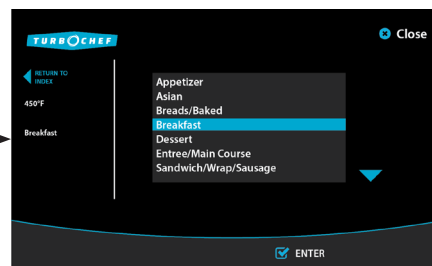 TURBOCHEF
Close
RETURN TO
INDEX
450°F
Breakfast
Appetizer
Asian
Breads/Baked
Breakfast
Dessert
Entree/Main Course
Sandwich/Wrap/Sausage
ENTER